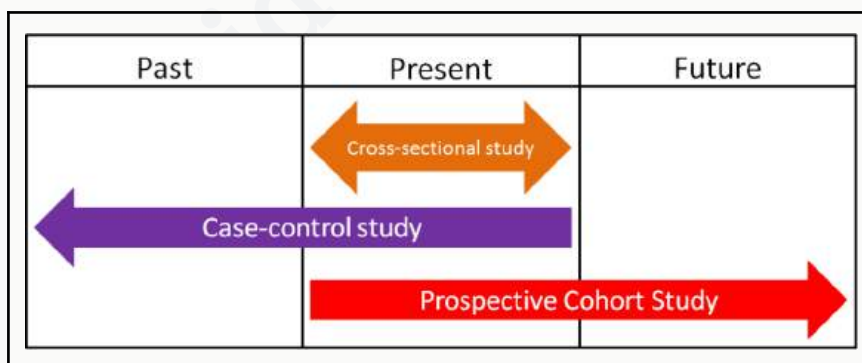 Past Present Future
Cross-sectional study
Case-control study
Prospective Cohort Study